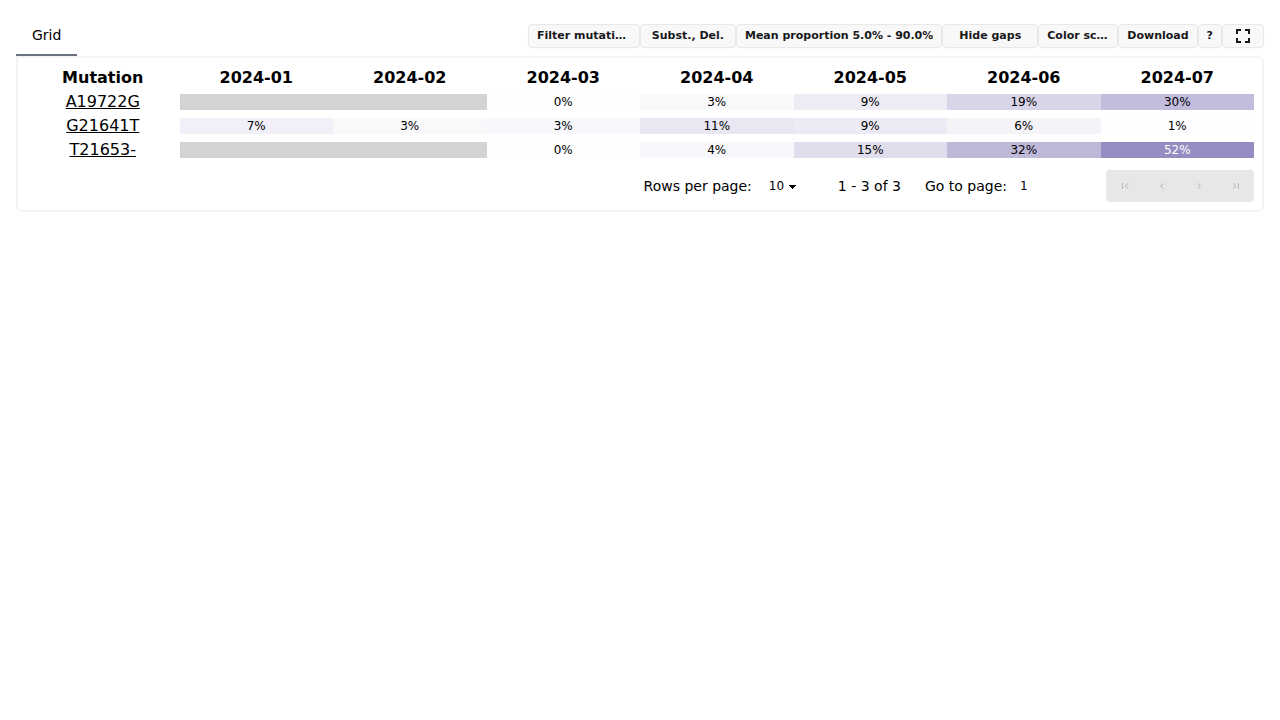 Grid Filter mutati... Subst., Del. Mean proportion 5.0% - 90.0% Hide gaps Color sc... Download ?
Mutation 2024-01 2024-02 2024-03 2024-04 2024-05 2024-06 2024-07
A19722G 0% 3% 9% 19% 30%
G21641T 7% 3% 3% 11% 9% 6% 1%
T21653- 0% 4% 15% 32% 52%
Rows per page: 10 1 - 3 of 3 Go to page: 1